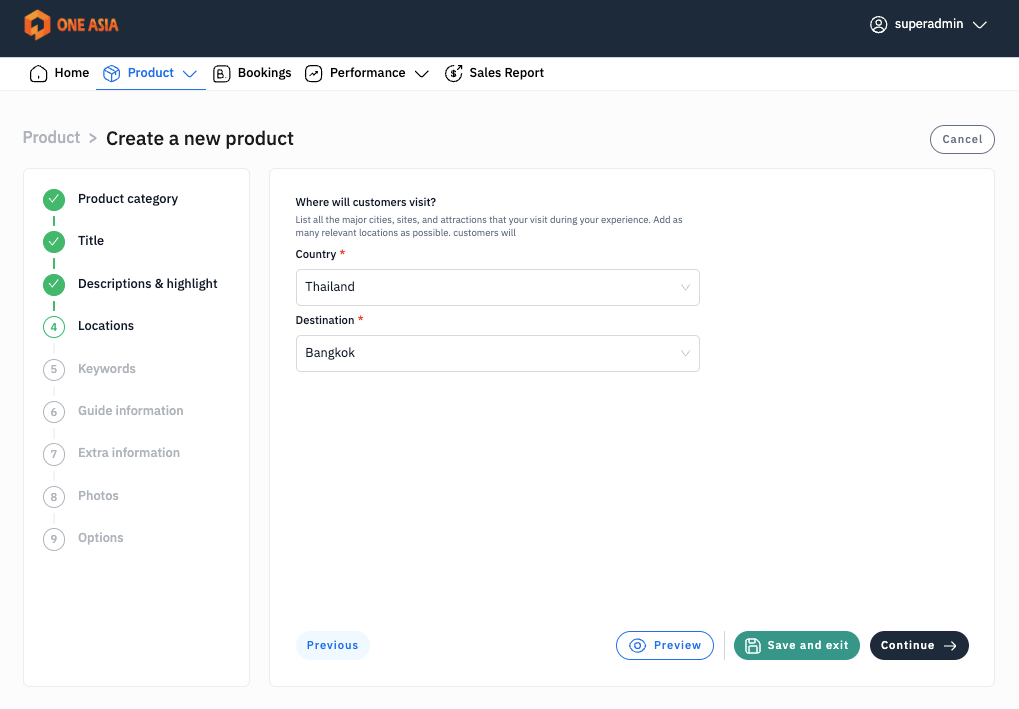 ONE ASIA
superadmin
Home
Product
B.
Bookings
Performance
$
Sales Report
Product > Create a new product
Cancel
Product category
Title
Descriptions & highlight
4 Locations
5 Keywords
6 Guide information
7 Extra information
8 Photos
9 Options
Where will customers visit?
List all the major cities, sites, and attractions that your visit during your experience. Add as
many relevant locations as possible. customers will
Country *
Thailand
Destination *
Bangkok
Previous
Preview
Save and exit
Continue